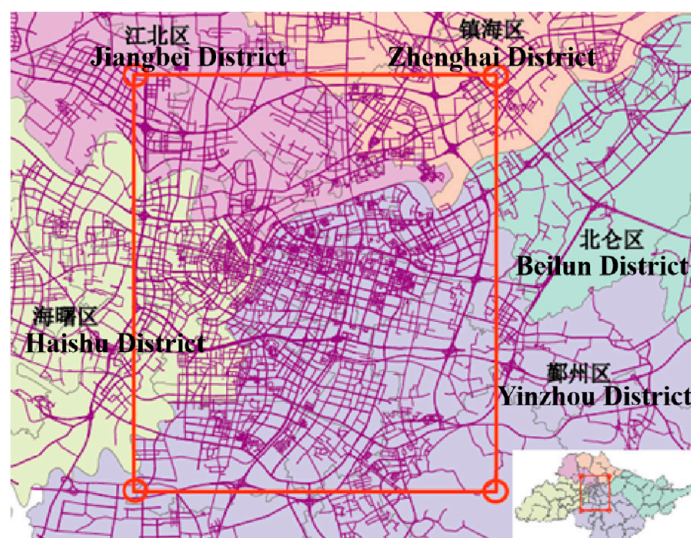 江北区
Jiangbei District
镇海区
Zhenghai District
北仑区
Beilun District
海曙区
Haishu District
鄞州区
Yinzhou District